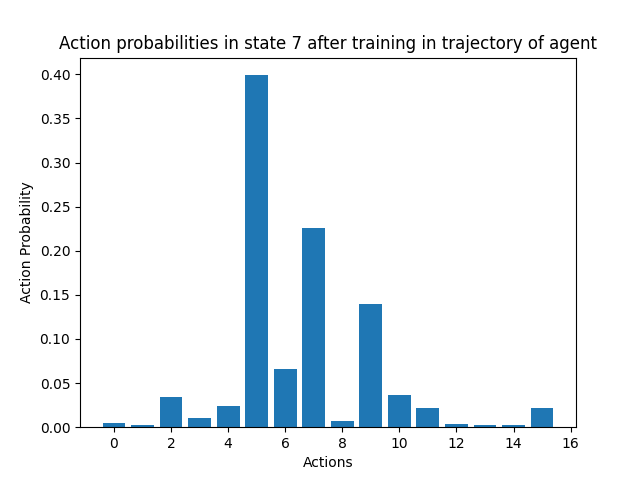 Action probabilities in state 7 after training in trajectory of agent
0.40
0.35
0.30
0.25
0.20
0.15
0.10
0.05
0.00
Action Probability
0 2 4 6 8 10 12 14 16
Actions